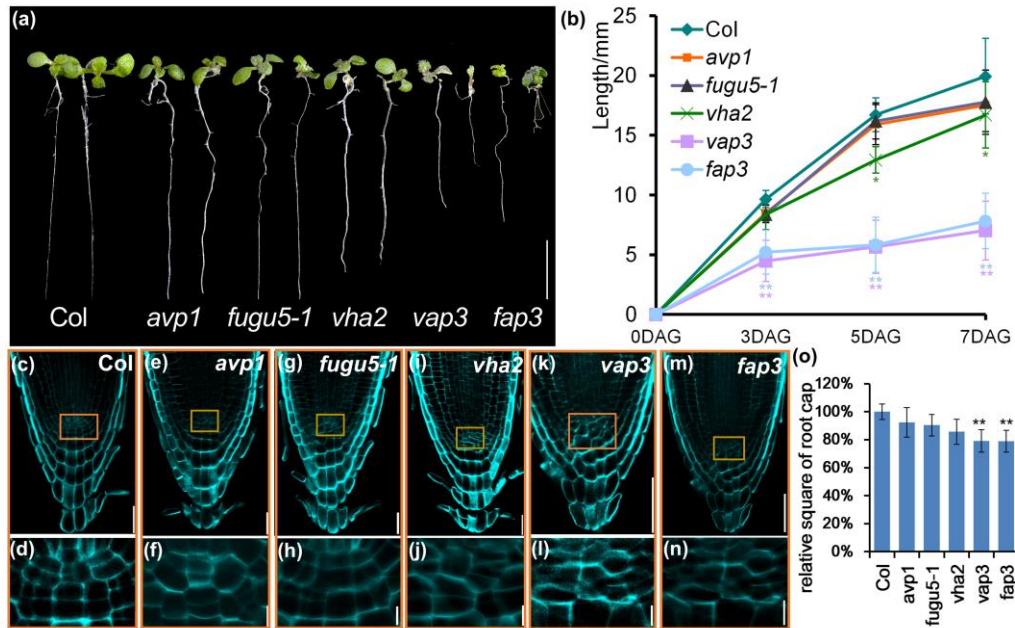 (a)
Col avp1 fugu5-1 vha2 vap3 fap3
(b)
Length/mm
25
20
15
10
5
0
Col
avp1
fugu5-1
vha2
vap3
fap3
*
*
**
**
**
**
**
**
0DAG 3DAG 5DAG 7DAG
(c) Col (e) avp1 (g) fugu5-1 (i) vha2 (k) vap3 (m) fap3
(d) (f) (h) (j) (l) (n)
(o)
relative square of root cap
120%
100%
80%
60%
40%
20%
0%
** **
Col avp1 fugu5-1 vha2 vap3 fap3